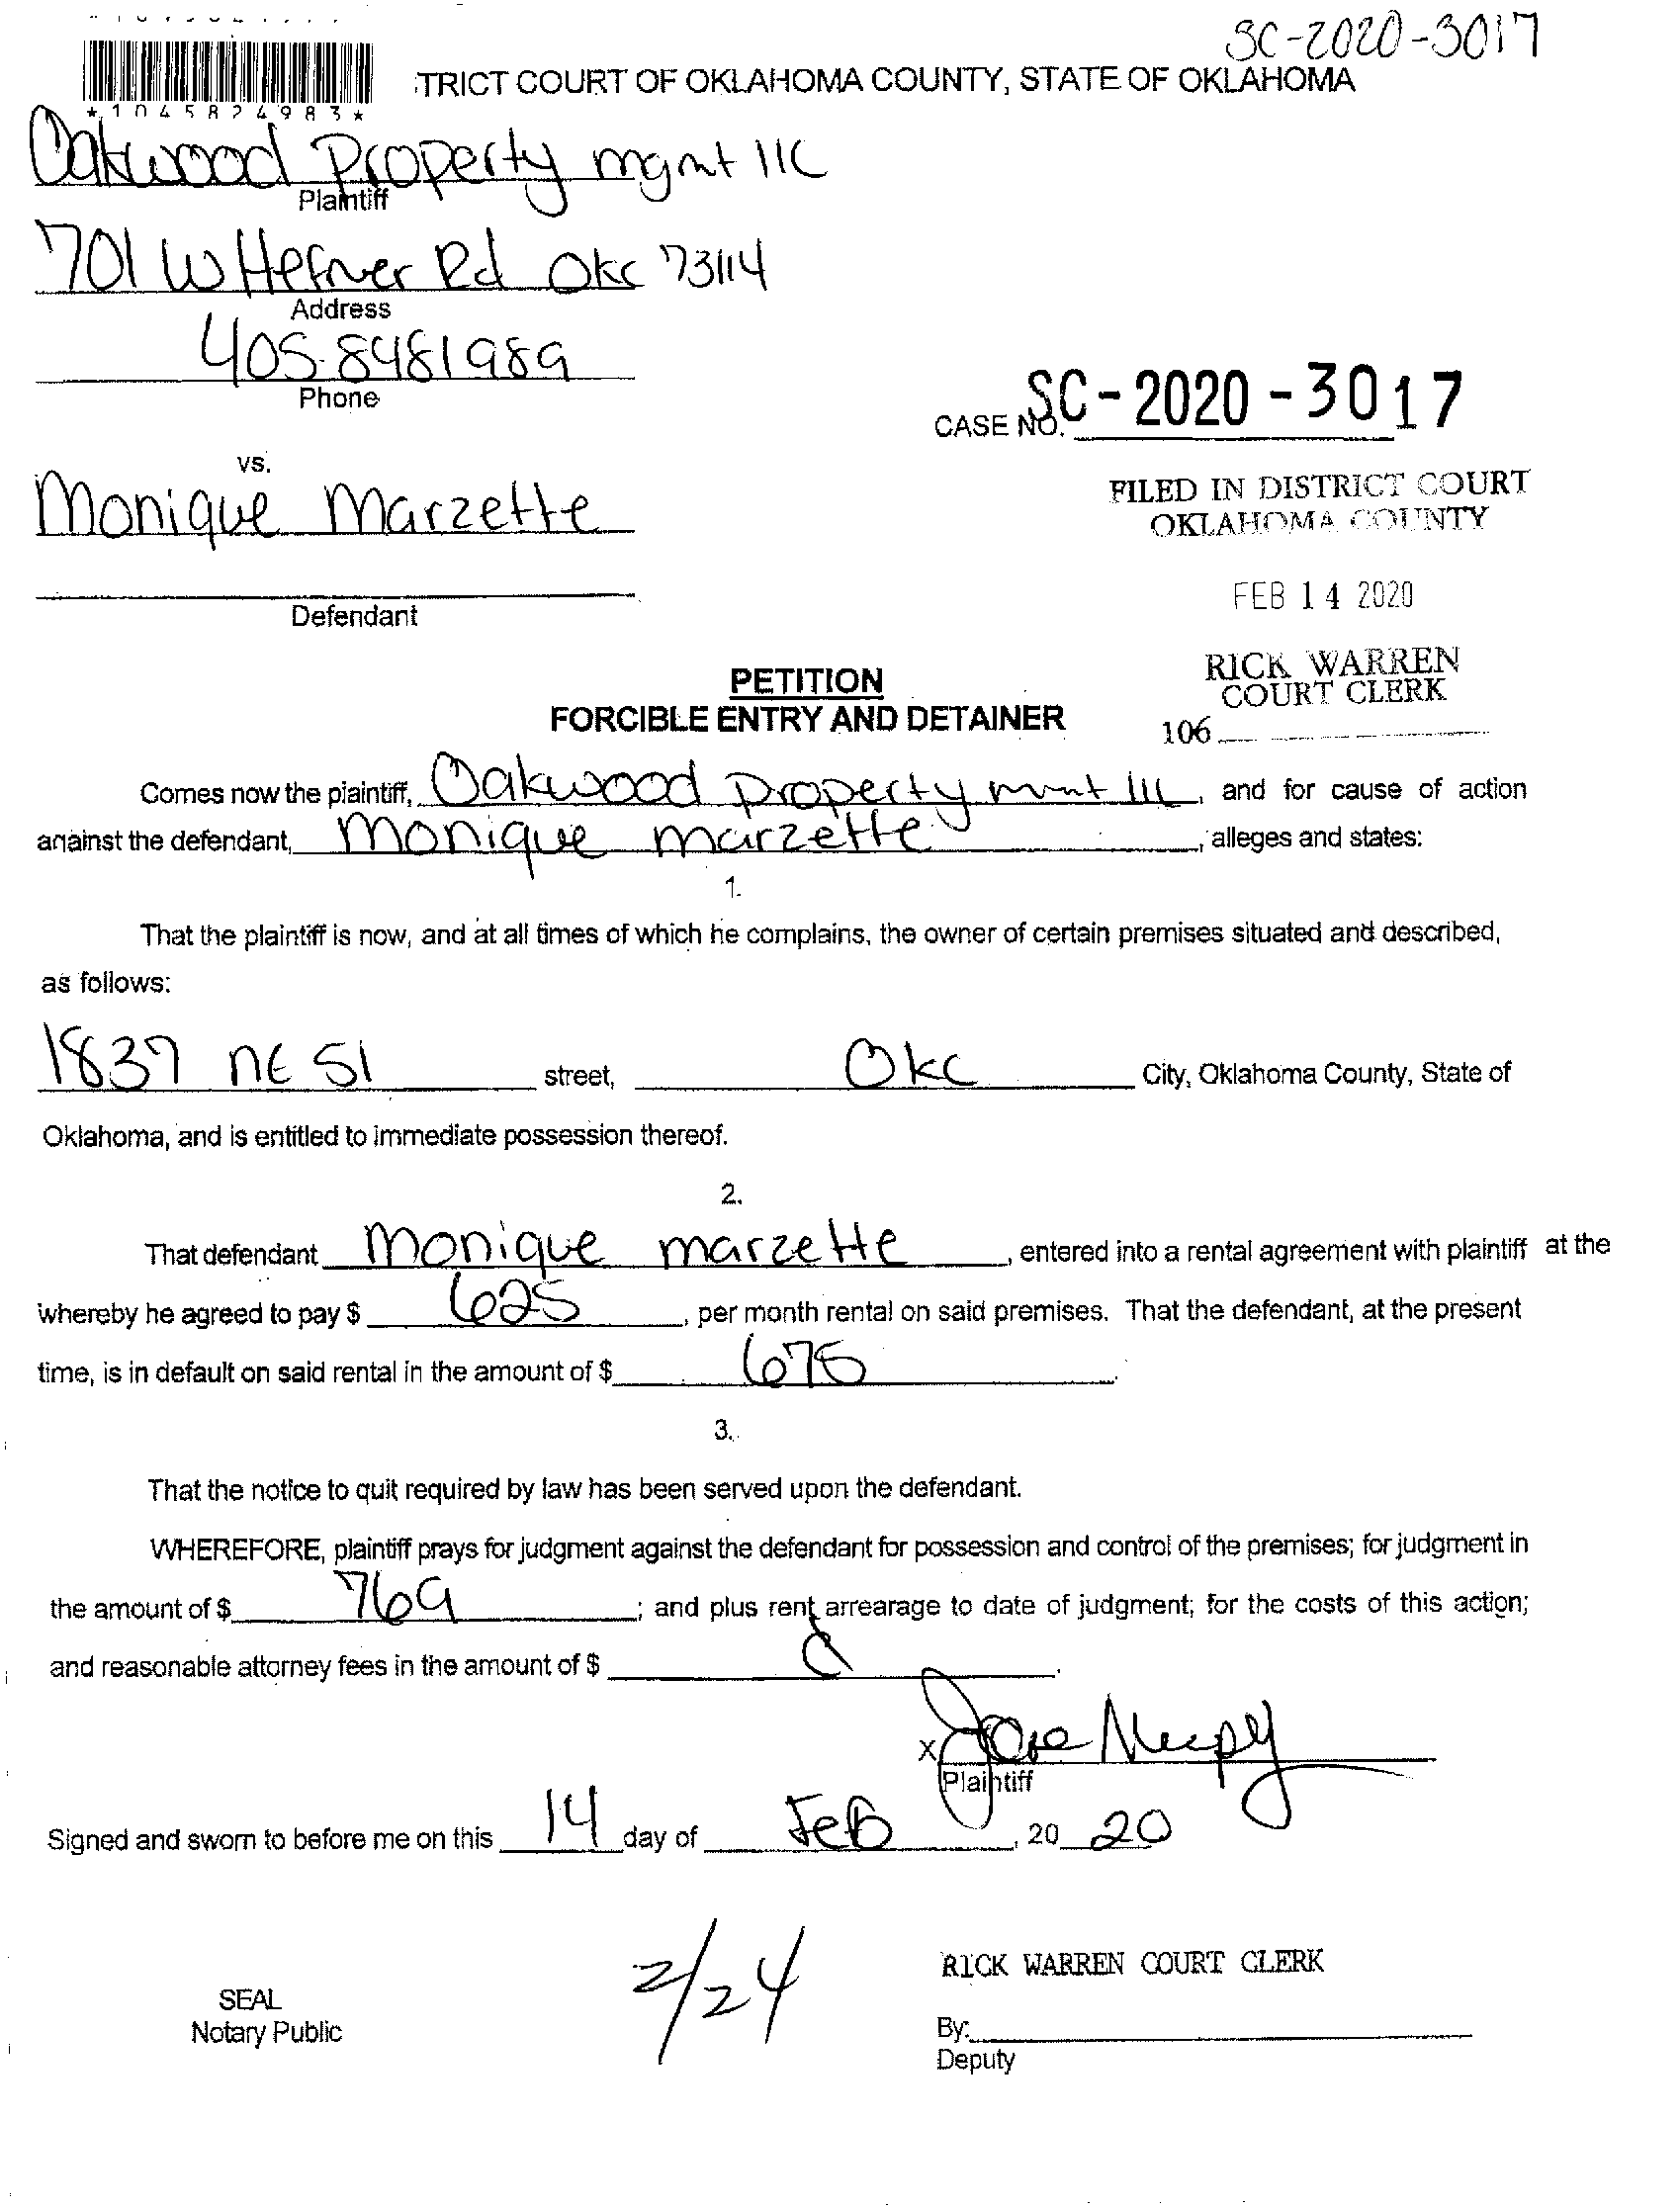 SC-2020-3017
TRICT COURT OF OKLAHOMA COUNTY, STATE OF OKLAHOMA
*1045824983*
Oakwood Property mgmt llc
Plaintiff
701 W Hefner Rd Okc 73114
Address
405-8481989
Phone
CASE NO. SC-2020-3017
vs.
Monique Marzette
FILED IN DISTRICT COURT
OKLAHOMA COUNTY
FEB 14 2020
Defendant
RICK WARREN
COURT CLERK
106
PETITION
FORCIBLE ENTRY AND DETAINER
Comes now the plaintiff, Oakwood property mmt llc, and for cause of action
against the defendant, Monique marzette, alleges and states:
1.
That the plaintiff is now, and at all times of which he complains, the owner of certain premises situated and described,
as follows:
1837 NE 51 street, Okc City, Oklahoma County, State of
Oklahoma, and is entitled to immediate possession thereof.
2.
That defendant Monique marzette, entered into a rental agreement with plaintiff at the
whereby he agreed to pay $ 625, per month rental on said premises. That the defendant, at the present
time, is in default on said rental in the amount of $ 675.
3.
That the notice to quit required by law has been served upon the defendant.
WHEREFORE, plaintiff prays for judgment against the defendant for possession and control of the premises; for judgment in
the amount of $ 769; and plus rent arrearage to date of judgment; for the costs of this action;
and reasonable attorney fees in the amount of $
X
Plaintiff
Signed and sworn to before me on this 14 day of Feb, 20 20
2/24
RICK WARREN COURT CLERK
SEAL
Notary Public
By:
Deputy